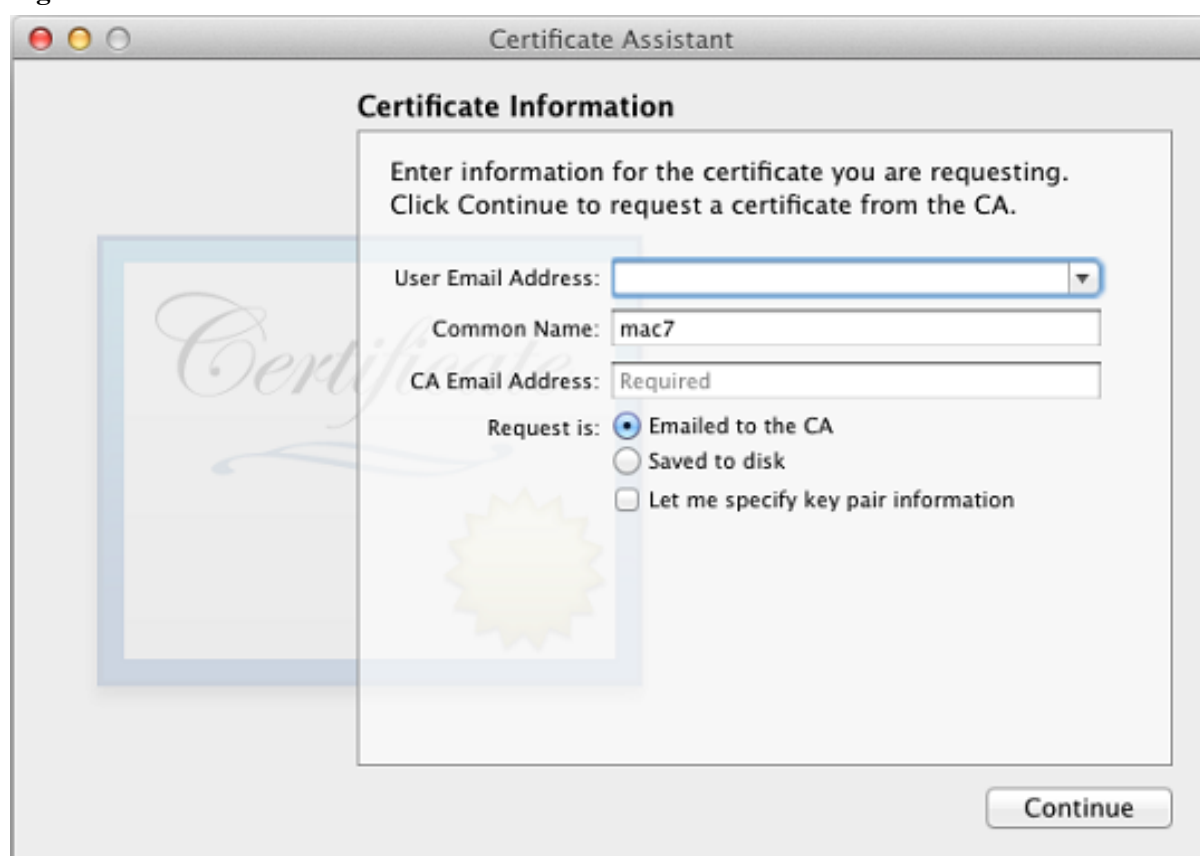 Certificate Assistant
Certificate Information
Enter information for the certificate you are requesting.
Click Continue to request a certificate from the CA.
Certificate
User Email Address:
Common Name: mac7
CA Email Address: Required
Request is: Emailed to the CA
Saved to disk
Let me specify key pair information
Continue